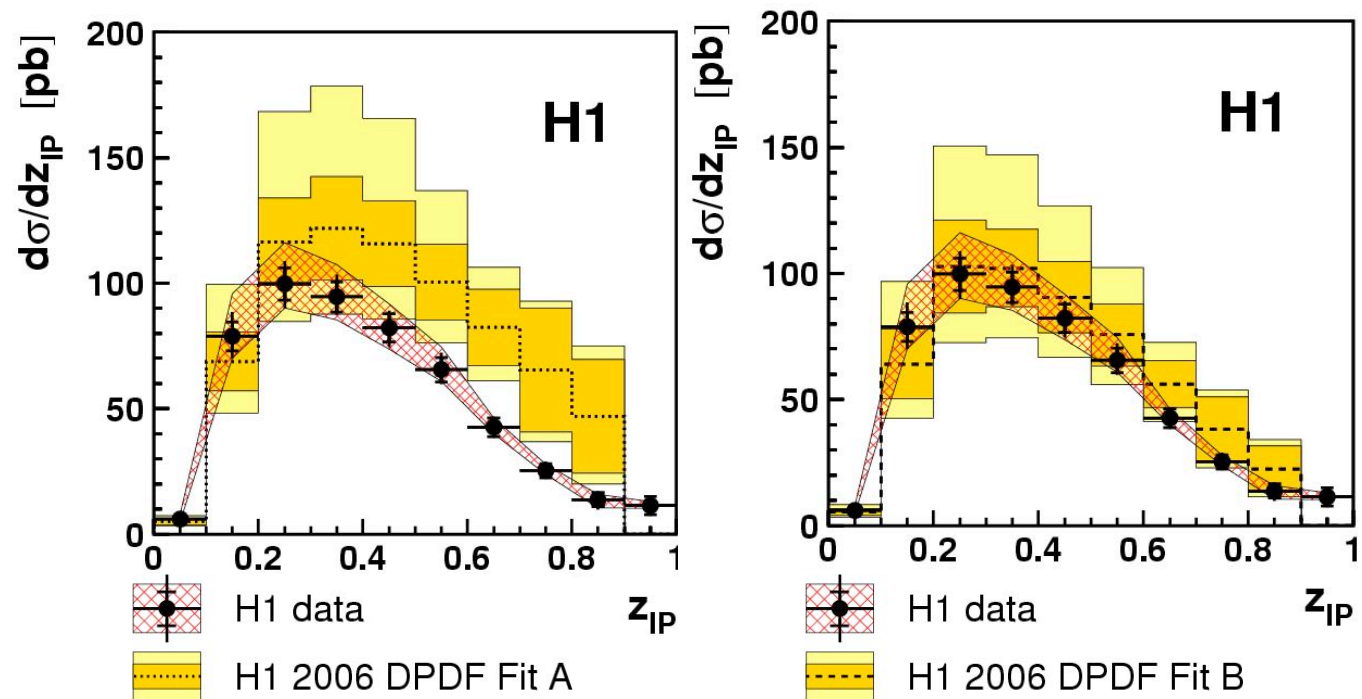 200
150
100
50
0
dσ/dz_IP [pb]
H1
0 0.2 0.4 0.6 0.8 1
z_IP
H1 data
H1 2006 DPDF Fit A
200
150
100
50
0
dσ/dz_IP [pb]
H1
0 0.2 0.4 0.6 0.8 1
z_IP
H1 data
H1 2006 DPDF Fit B